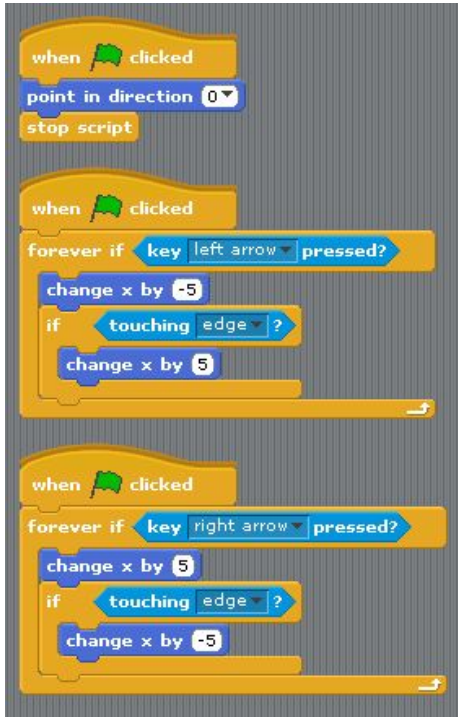 when clicked
point in direction 0
stop script
when clicked
forever if key left arrow pressed?
change x by -5
if touching edge ?
change x by 5
when clicked
forever if key right arrow pressed?
change x by 5
if touching edge ?
change x by -5